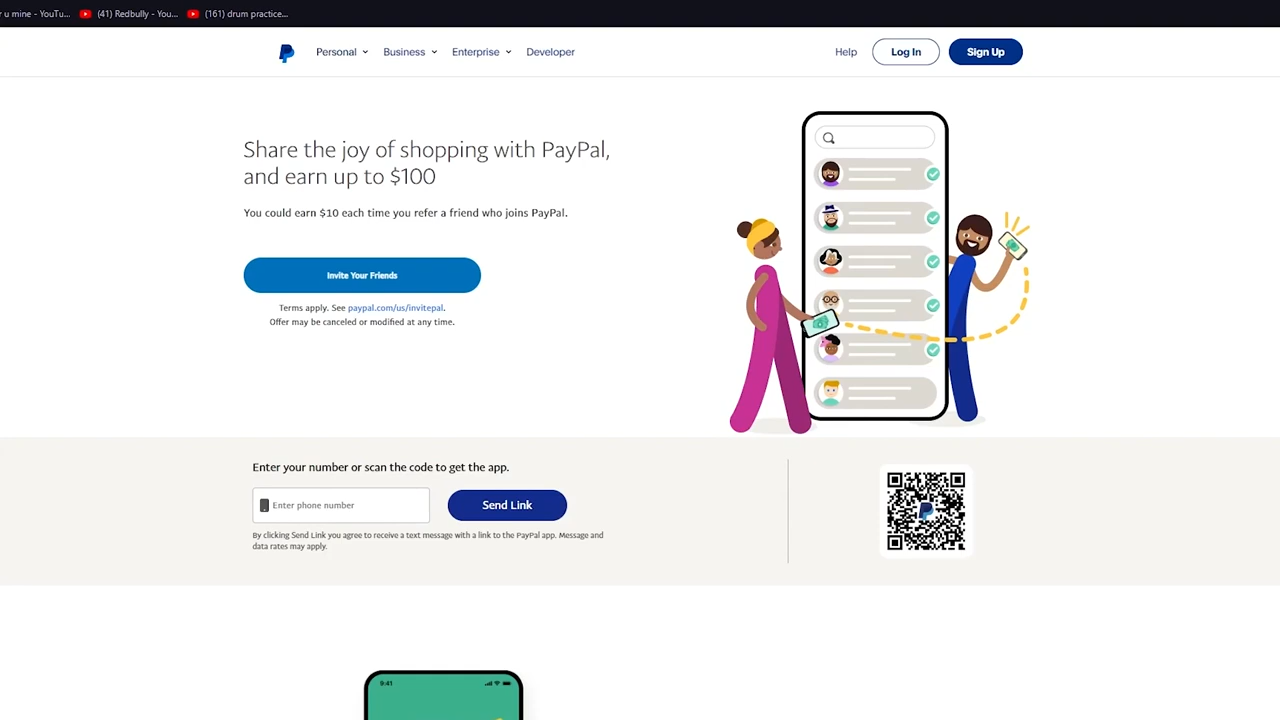 r u mine - YouTu...
(41) Redbully - You...
(161) drum practice...
Personal
Business
Enterprise
Developer
Help
Log In
Sign Up
Share the joy of shopping with PayPal,
and earn up to $100
You could earn $10 each time you refer a friend who joins PayPal.
Invite Your Friends
Terms apply. See paypal.com/us/invitepal.
Offer may be canceled or modified at any time.
Enter your number or scan the code to get the app.
Enter phone number
Send Link
By clicking Send Link you agree to receive a text message with a link to the PayPal app. Message and
data rates may apply.
9:41